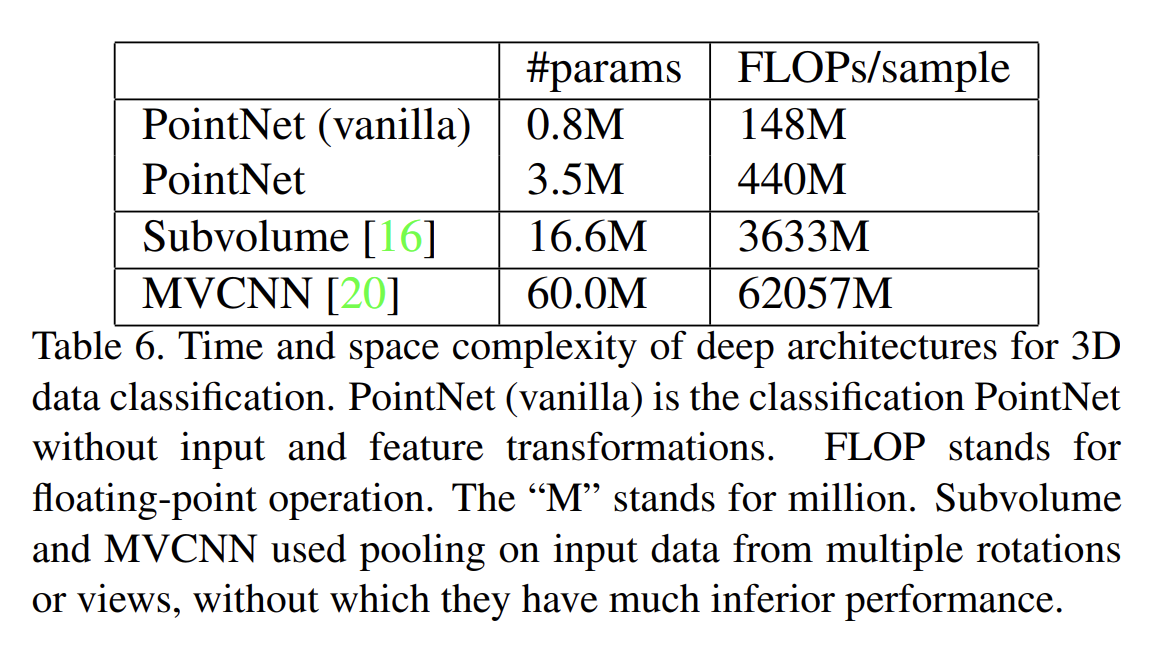 #params FLOPs/sample
PointNet (vanilla) 0.8M 148M
PointNet 3.5M 440M
Subvolume [16] 16.6M 3633M
MVCNN [20] 60.0M 62057M
Table 6. Time and space complexity of deep architectures for 3D
data classification. PointNet (vanilla) is the classification PointNet
without input and feature transformations. FLOP stands for
floating-point operation. The “M” stands for million. Subvolume
and MVCNN used pooling on input data from multiple rotations
or views, without which they have much inferior performance.